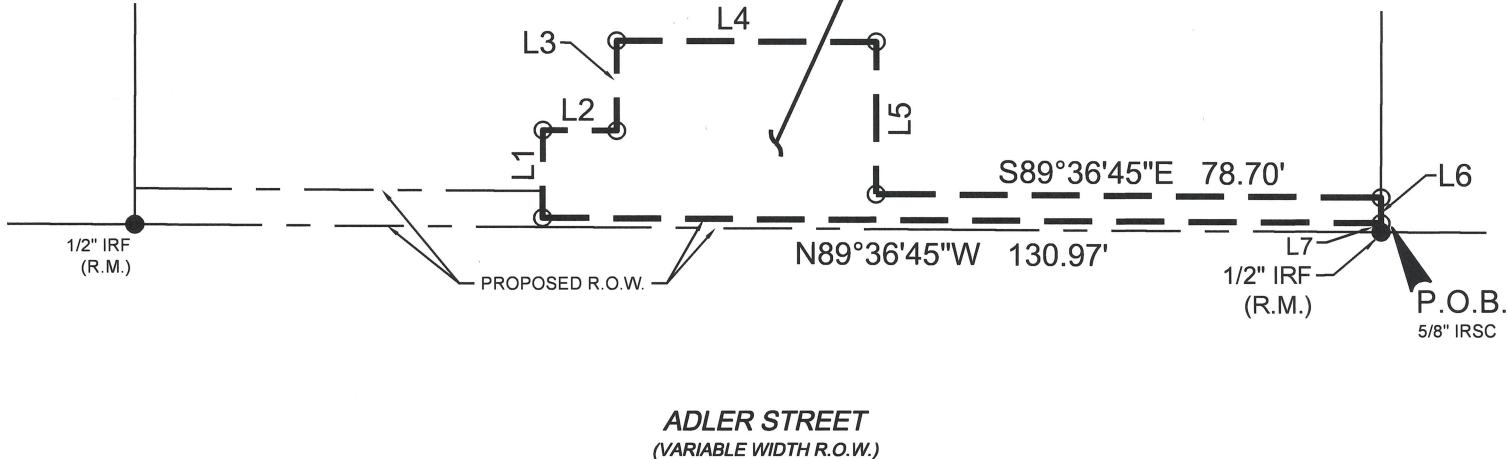 L4
L3
L2
L1
L5
S89°36'45"E 78.70'
L6
1/2" IRF
(R.M.)
N89°36'45"W 130.97'
L7
PROPOSED R.O.W.
1/2" IRF
(R.M.)
P.O.B.
5/8" IRSC
ADLER STREET
(VARIABLE WIDTH R.O.W.)